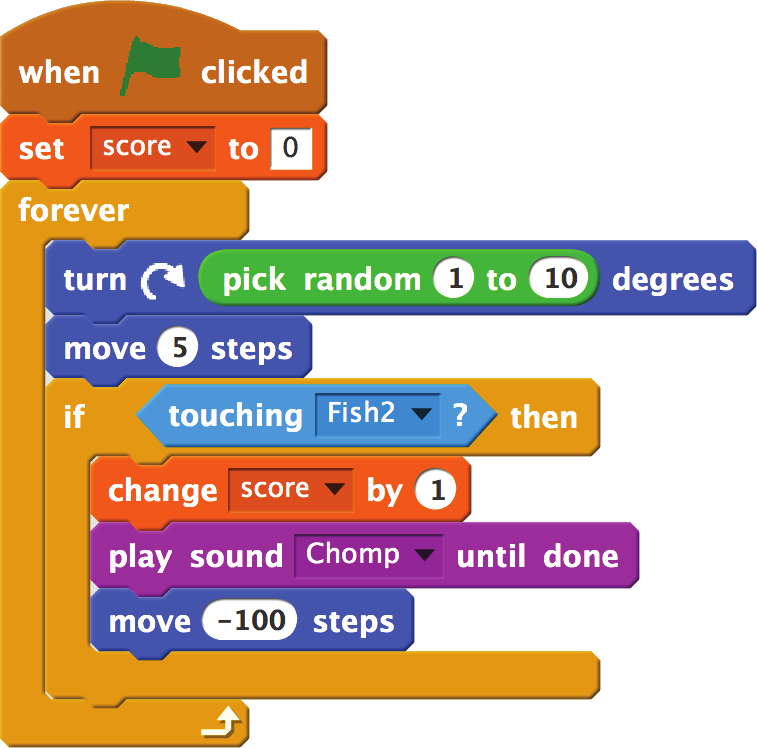 when clicked
set score to 0
forever
turn pick random 1 to 10 degrees
move 5 steps
if touching Fish2 ? then
change score by 1
play sound Chomp until done
move -100 steps